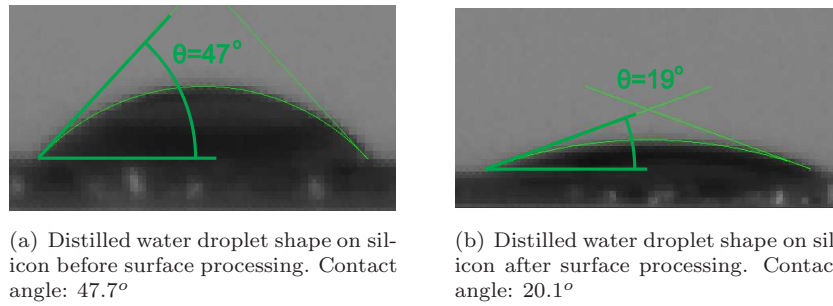 θ=47°
θ=19°
(a) Distilled water droplet shape on sil-
icon before surface processing. Contact
angle: 47.7°
(b) Distilled water droplet shape on sil
icon after surface processing. Contac
angle: 20.1°